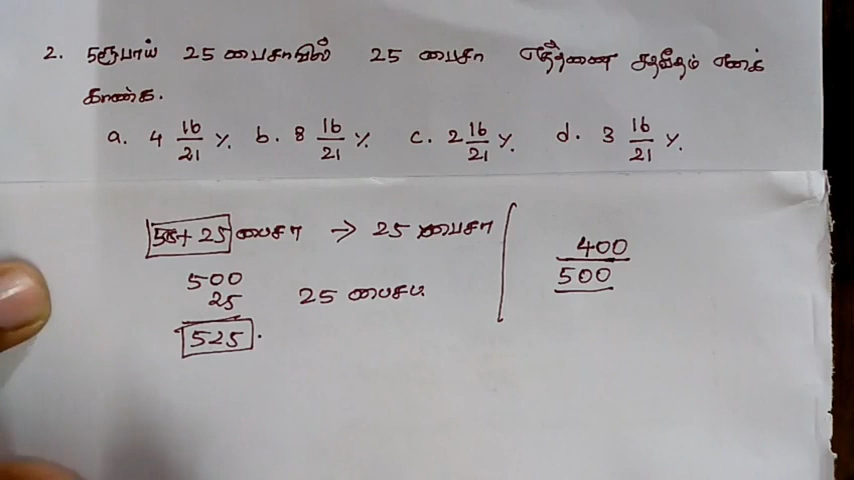 2. 5ரூபாய் 25 பைசாவில் 25 பைசா எத்தனை சதவீதம் எனக்
காண்க.
a. 4 16/21 %. b. 8 16/21 % c. 2 16/21 %. d. 3 16/21 %.
5ரூ+ 25 பைசா → 25 பைசா
400
500
500
25
25 பைசா
525.